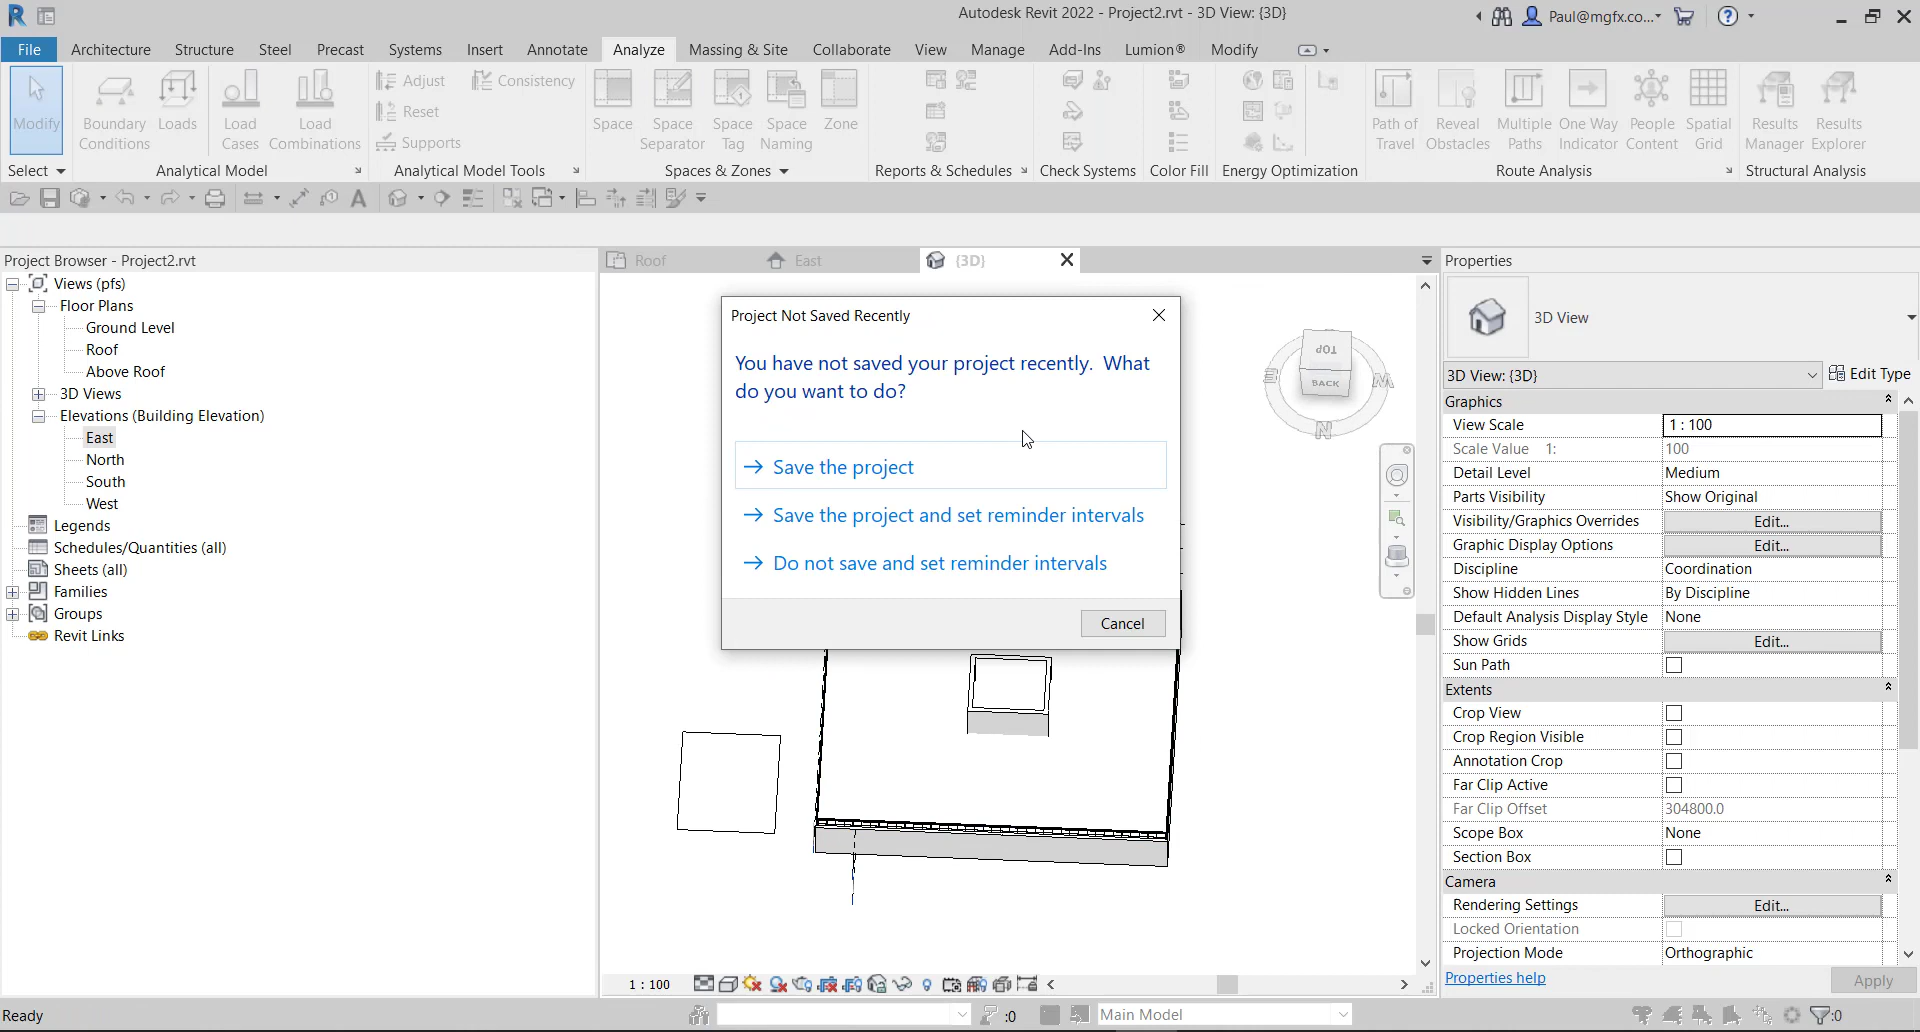 Autodesk Revit 2022 - Project2.rvt - 3D View: {3D}
Paul@mgfx.co...
File Architecture Structure Steel Precast Systems Insert Annotate Analyze Massing & Site Collaborate View Manage Add-Ins Lumion® Modify
Modify
Boundary Conditions
Loads
Load Cases
Load Combinations
Adjust
Reset
Supports
Consistency
Space
Space Separator
Space Tag
Space Naming
Zone
Path of Travel
Reveal Obstacles
Multiple Paths
One Way Indicator
People Content
Spatial Grid
Results Manager
Results Explorer
Select
Analytical Model
Analytical Model Tools
Spaces & Zones
Reports & Schedules
Check Systems
Color Fill
Energy Optimization
Route Analysis
Structural Analysis
Project Browser - Project2.rvt
Views (pfs)
Floor Plans
Ground Level
Roof
Above Roof
3D Views
Elevations (Building Elevation)
East
North
South
West
Legends
Schedules/Quantities (all)
Sheets (all)
Families
Groups
Revit Links
Roof
East
{3D}
Project Not Saved Recently
You have not saved your project recently. What
do you want to do?
Save the project
Save the project and set reminder intervals
Do not save and set reminder intervals
Cancel
TOP
BACK
E
N
W
Properties
3D View
3D View: {3D}
Edit Type
Graphics
View Scale 1 : 100
Scale Value 1: 100
Detail Level Medium
Parts Visibility Show Original
Visibility/Graphics Overrides Edit...
Graphic Display Options Edit...
Discipline Coordination
Show Hidden Lines By Discipline
Default Analysis Display Style None
Show Grids Edit...
Sun Path
Extents
Crop View
Crop Region Visible
Annotation Crop
Far Clip Active
Far Clip Offset 304800.0
Scope Box None
Section Box
Camera
Rendering Settings Edit...
Locked Orientation
Projection Mode Orthographic
Properties help
Apply
1 : 100
Ready
:0
Main Model
:0